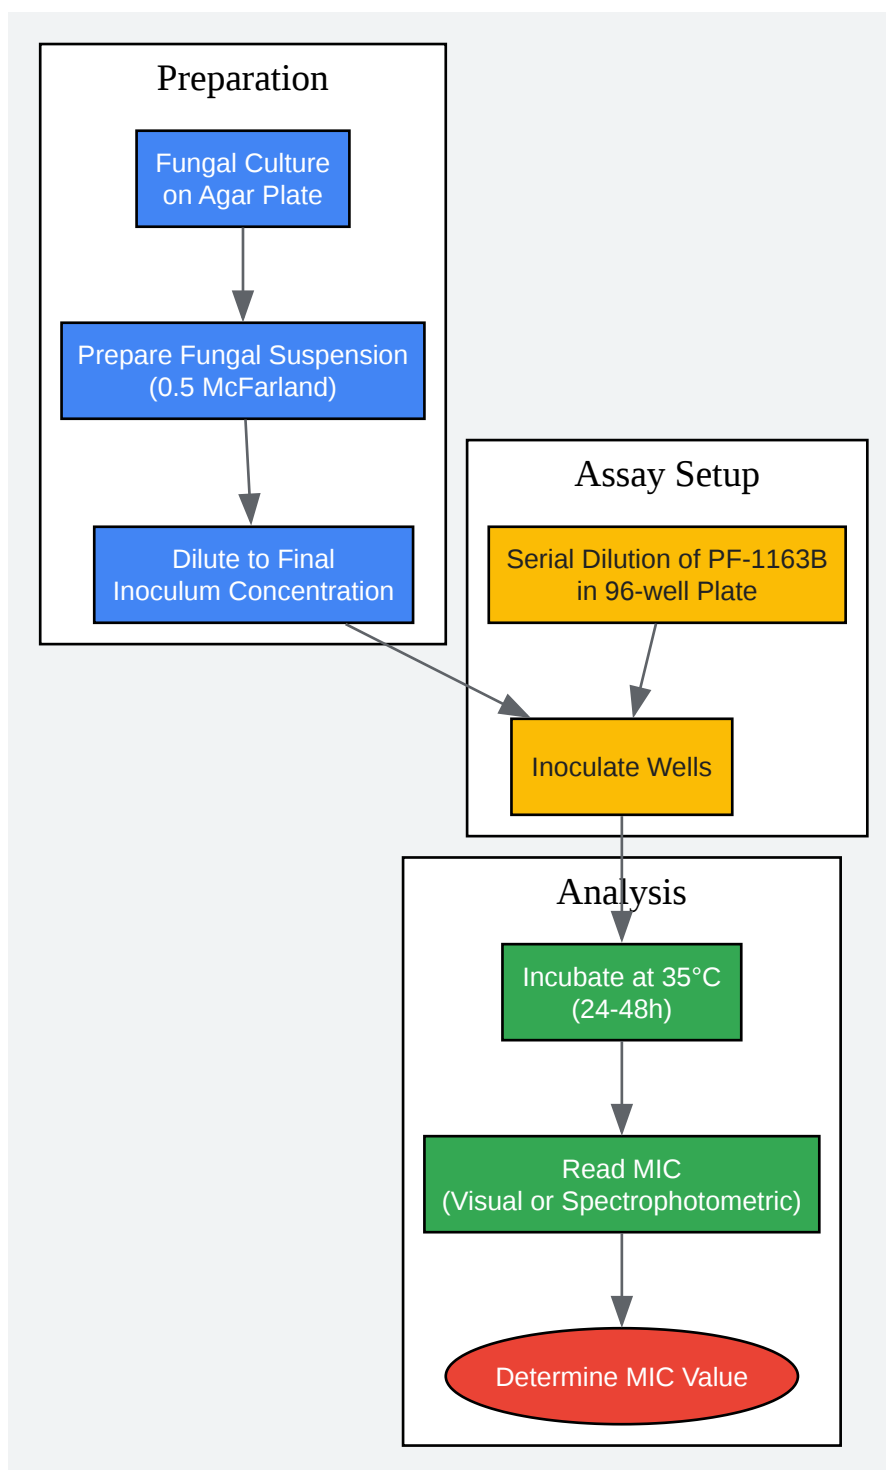 Preparation
Fungal Culture
on Agar Plate
Prepare Fungal Suspension
(0.5 McFarland)
Dilute to Final
Inoculum Concentration
Assay Setup
Serial Dilution of PF-1163B
in 96-well Plate
Inoculate Wells
Analysis
Incubate at 35°C
(24-48h)
Read MIC
(Visual or Spectrophotometric)
Determine MIC Value